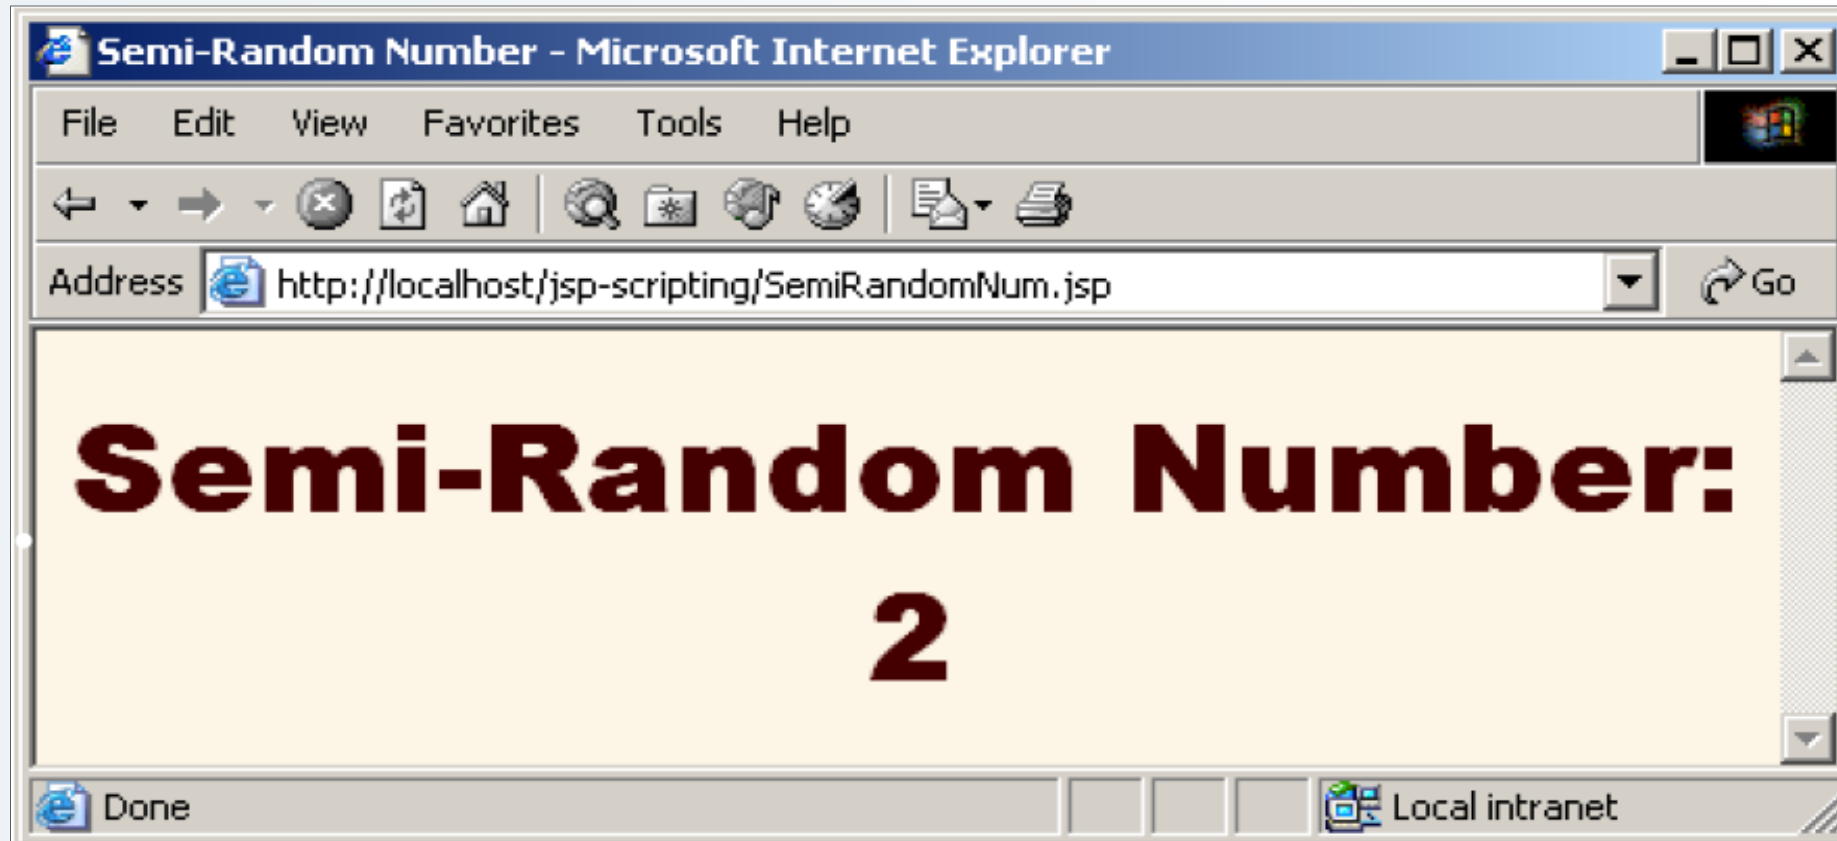 Semi-Random Number - Microsoft Internet Explorer
File Edit View Favorites Tools Help
Address http://localhost/jsp-scripting/SemiRandomNum.jsp Go
Semi-Random Number:
2
Done Local intranet